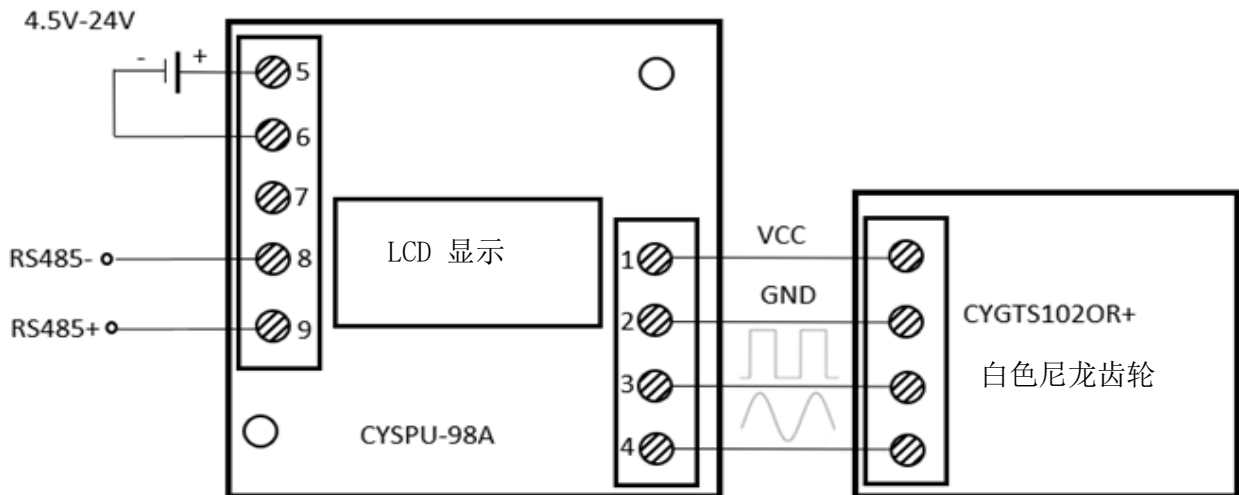 4.5V-24V
- +
5
6
7
8
9
RS485-
RS485+
LCD 显示
CYSPU-98A
1
2
3
4
VCC
GND
CYGTS102OR+
白色尼龙齿轮